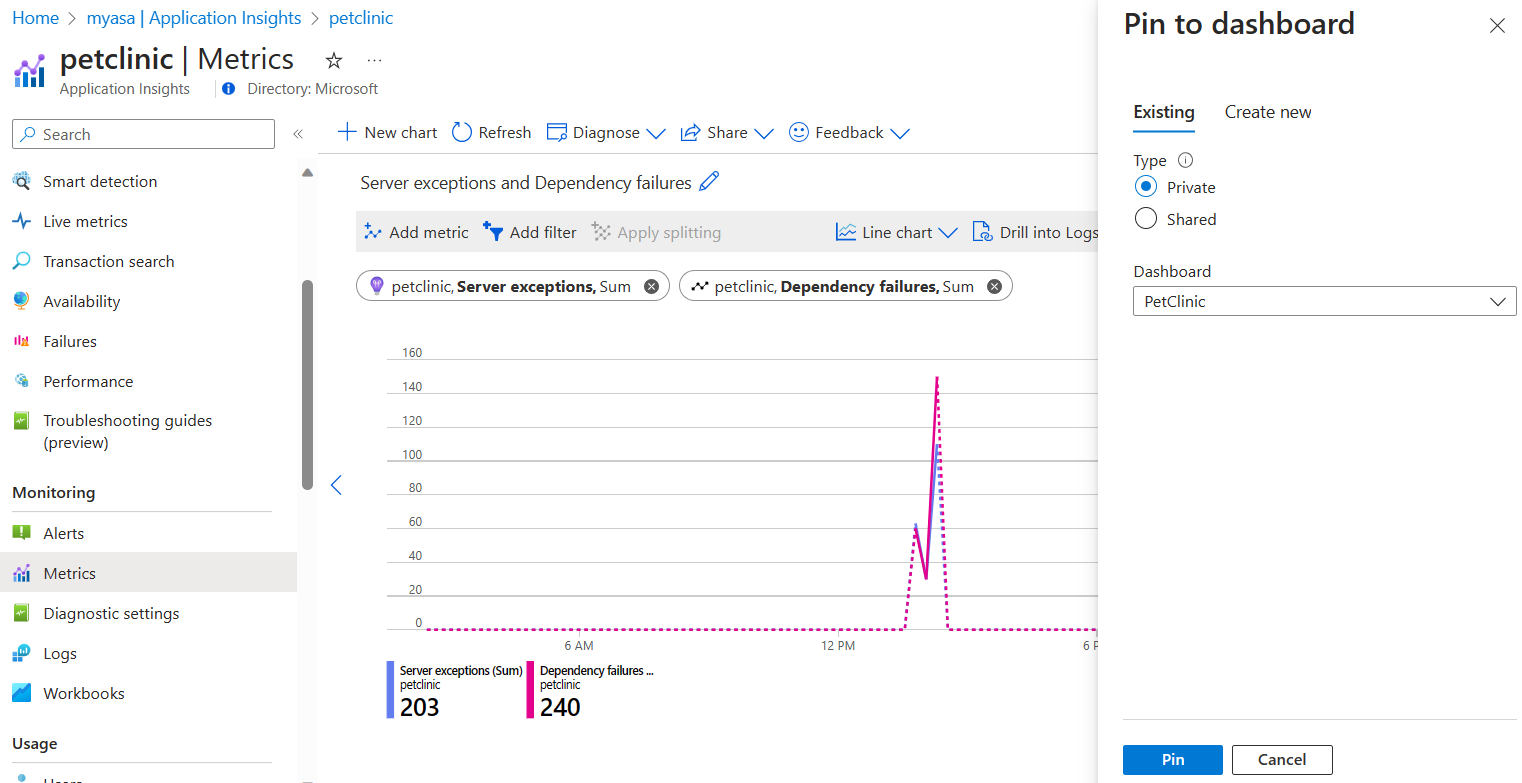 Home > myasa | Application Insights > petclinic
petclinic | Metrics
Application Insights
Directory: Microsoft
Search
Smart detection
Live metrics
Transaction search
Availability
Failures
Performance
Troubleshooting guides
(preview)
Monitoring
Alerts
Metrics
Diagnostic settings
Logs
Workbooks
Usage
Users
New chart Refresh Diagnose Share Feedback
Server exceptions and Dependency failures
Add metric Add filter Apply splitting Line chart Drill into Logs
petclinic, Server exceptions, Sum petclinic, Dependency failures, Sum
160
140
120
100
80
60
40
20
0
6 AM 12 PM 6 P
Server exceptions (Sum) Dependency failures ...
petclinic petclinic
203 240
Pin to dashboard
Existing Create new
Type
Private
Shared
Dashboard
PetClinic
Pin Cancel